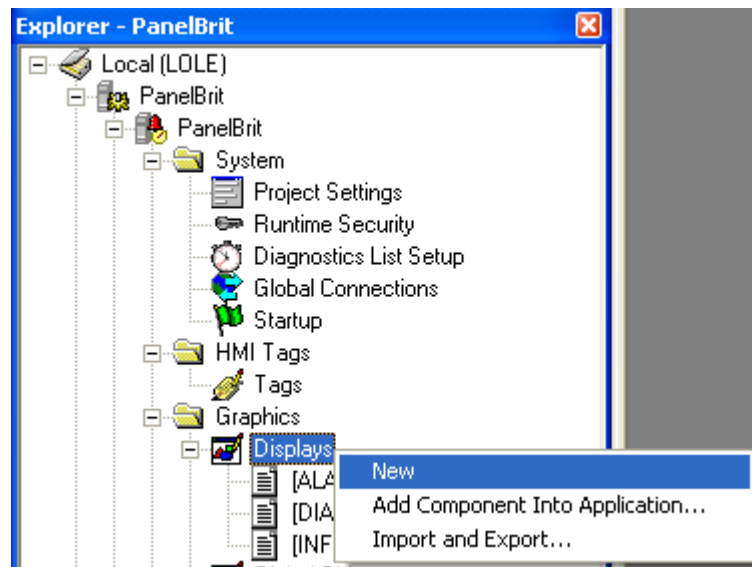 Explorer - PanelBrit
Local (LOLE)
PanelBrit
PanelBrit
System
Project Settings
Runtime Security
Diagnostics List Setup
Global Connections
Startup
HMI Tags
Tags
Graphics
Displays
New
[ALA
Add Component Into Application...
[DIA
Import and Export...
[INF